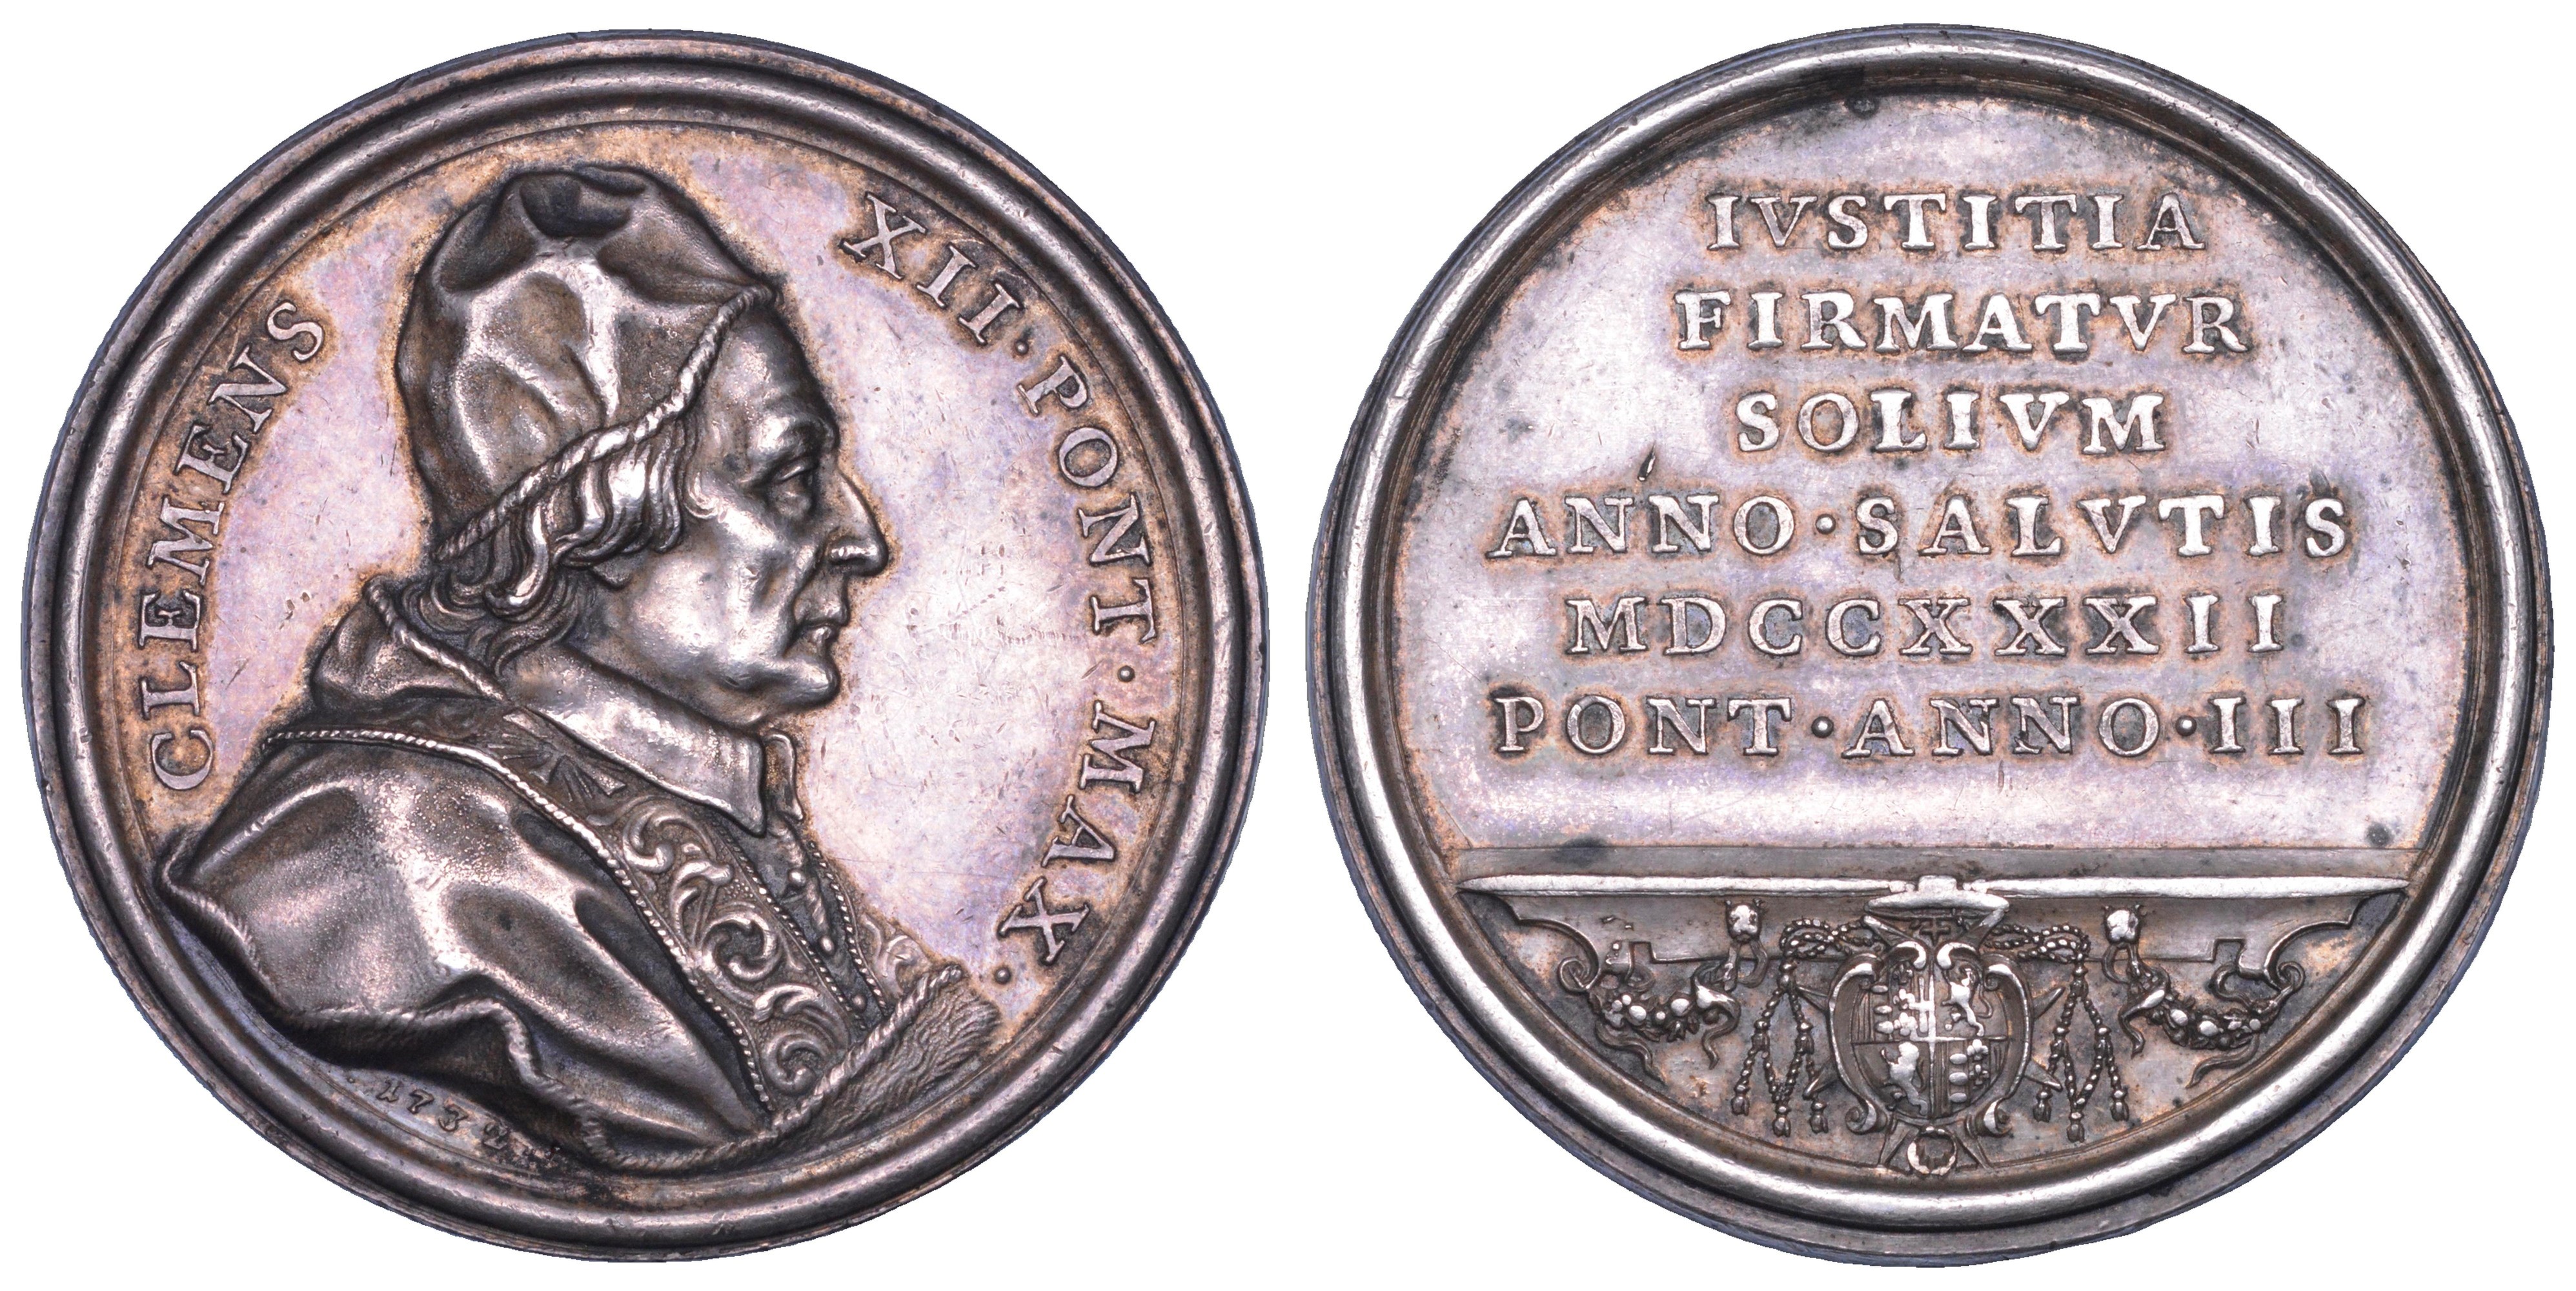 CLEMENS XII · PONT · MAX ·
· 1732
IVSTITIA
FIRMATVR
SOLIVM
ANNO · SALVTIS
MDCCXXXII
PONT · ANNO · III